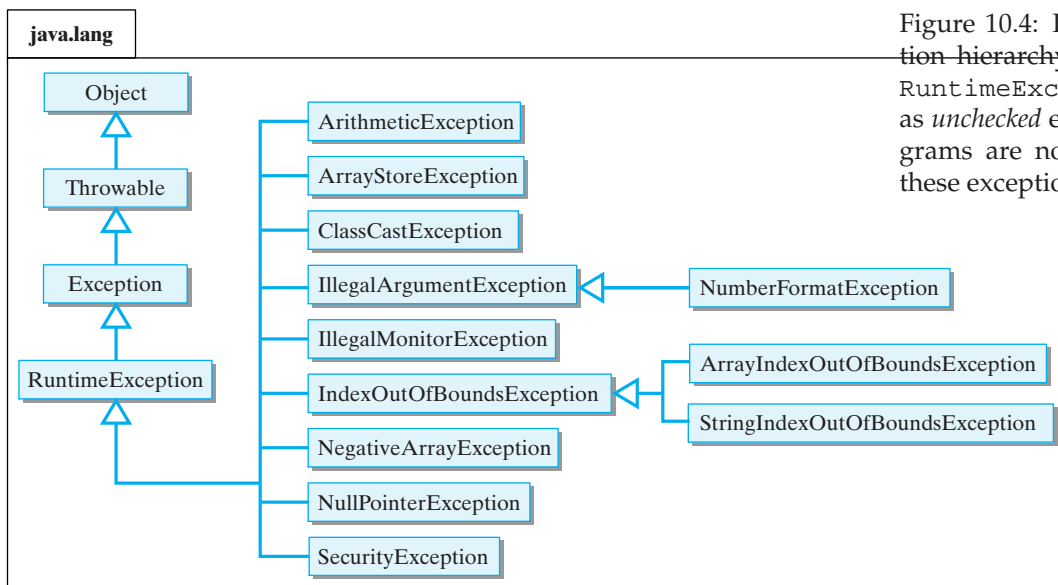 java.lang
Object
Throwable
Exception
RuntimeException
ArithmeticException
ArrayStoreException
ClassCastException
IllegalArgumentException
IllegalMonitorException
IndexOutOfBoundsException
NegativeArrayException
NullPointerException
SecurityException
NumberFormatException
ArrayIndexOutOfBoundsException
StringIndexOutOfBoundsException
Figure 10.4:
tion hierarchy
RuntimeExc
as unchecked e
grams are no
these exceptio